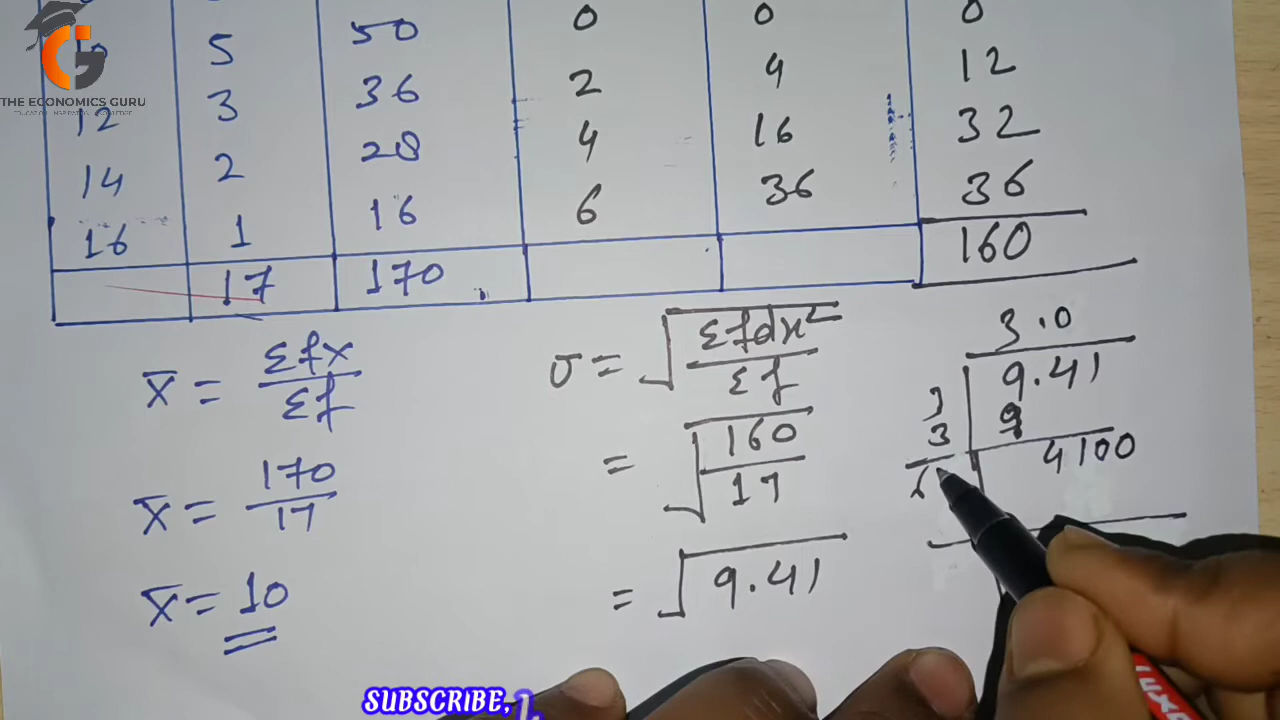 THE ECONOMICS GURU
5 50 0 0 0
12 3 36 2 4 12
14 2 28 4 16 32
16 1 16 6 36 36
17 170 160
x̄ = Σfx / Σf
x̄ = 170 / 17
x̄ = 10
σ = √Σfdx² / Σf
= √160 / 17
= √9.41
3.0
3 9.41
3 9
6 4100
SUBSCRIBE,